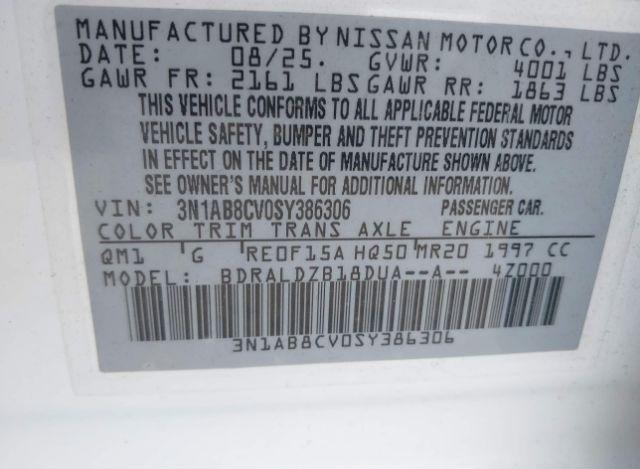 MANUFACTURED BY NISSAN MOTOR CO., LTD.
DATE: 08/25. GVWR: 4001 LBS
GAWR FR: 2161 LBS GAWR RR: 1863 LBS
THIS VEHICLE CONFORMS TO ALL APPLICABLE FEDERAL MOTOR
VEHICLE SAFETY, BUMPER AND THEFT PREVENTION STANDARDS
IN EFFECT ON THE DATE OF MANUFACTURE SHOWN ABOVE.
SEE OWNER'S MANUAL FOR ADDITIONAL INFORMATION
VIN: 3N1AB8CV0SY386306 PASSENGER CAR.
COLOR TRIM TRANS AXLE ENGINE
QM1 G RE0F15A HQ50 MR20 1997 CC
MODEL: BDRALDZB18DUA--A-- 4Z000
3N1AB8CV0SY386306